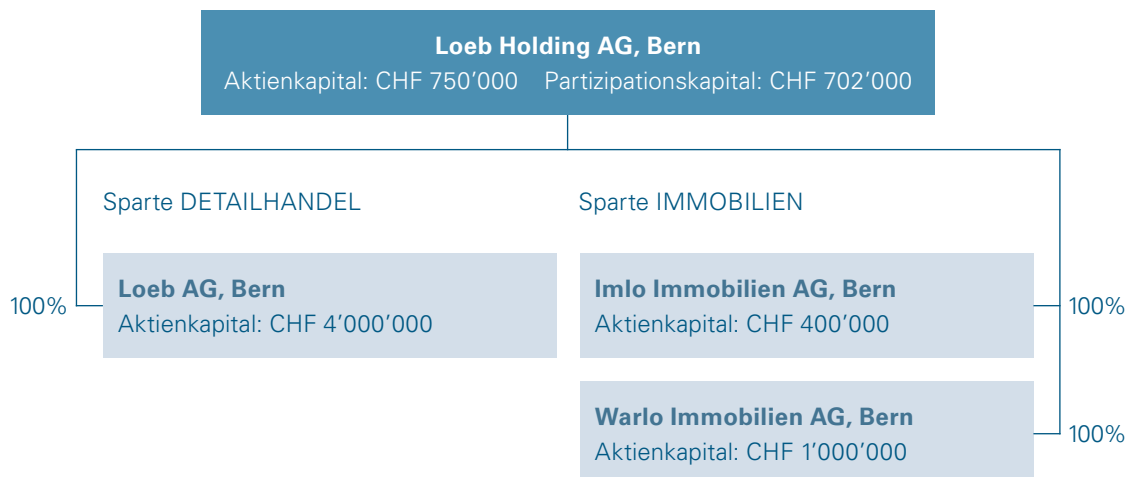 Loeb Holding AG, Bern
Aktienkapital: CHF 750’000 Partizipationskapital: CHF 702’000
Sparte DETAILHANDEL
Sparte IMMOBILIEN
100%
Loeb AG, Bern
Aktienkapital: CHF 4’000’000
Imlo Immobilien AG, Bern
Aktienkapital: CHF 400’000
100%
Warlo Immobilien AG, Bern
Aktienkapital: CHF 1’000’000
100%